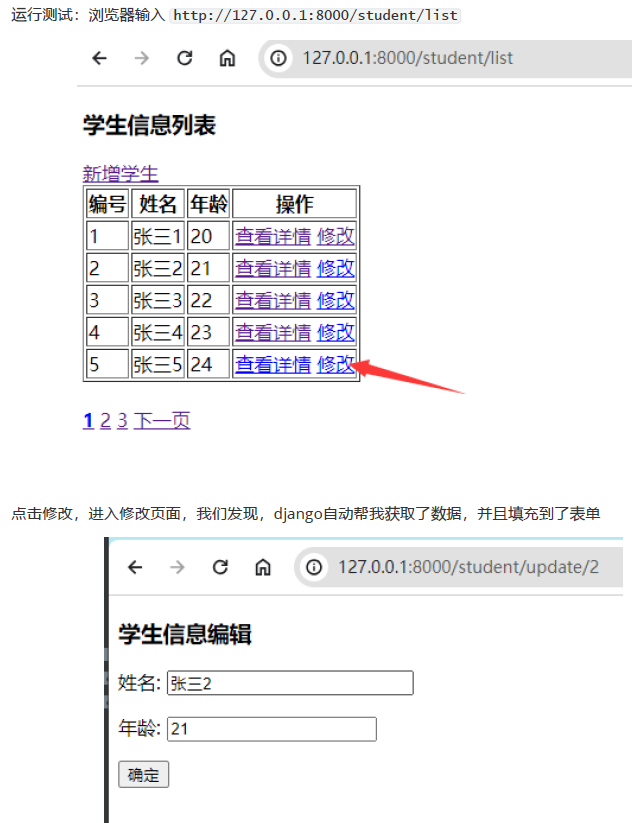 运行测试：浏览器输入 http://127.0.0.1:8000/student/list
127.0.0.1:8000/student/list
学生信息列表
新增学生
编号 姓名 年龄 操作
1 张三1 20 查看详情 修改
2 张三2 21 查看详情 修改
3 张三3 22 查看详情 修改
4 张三4 23 查看详情 修改
5 张三5 24 查看详情 修改
1 2 3 下一页
点击修改，进入修改页面，我们发现，django自动帮我获取了数据，并且填充到了表单
127.0.0.1:8000/student/update/2
学生信息编辑
姓名: 张三2
年龄: 21
确定